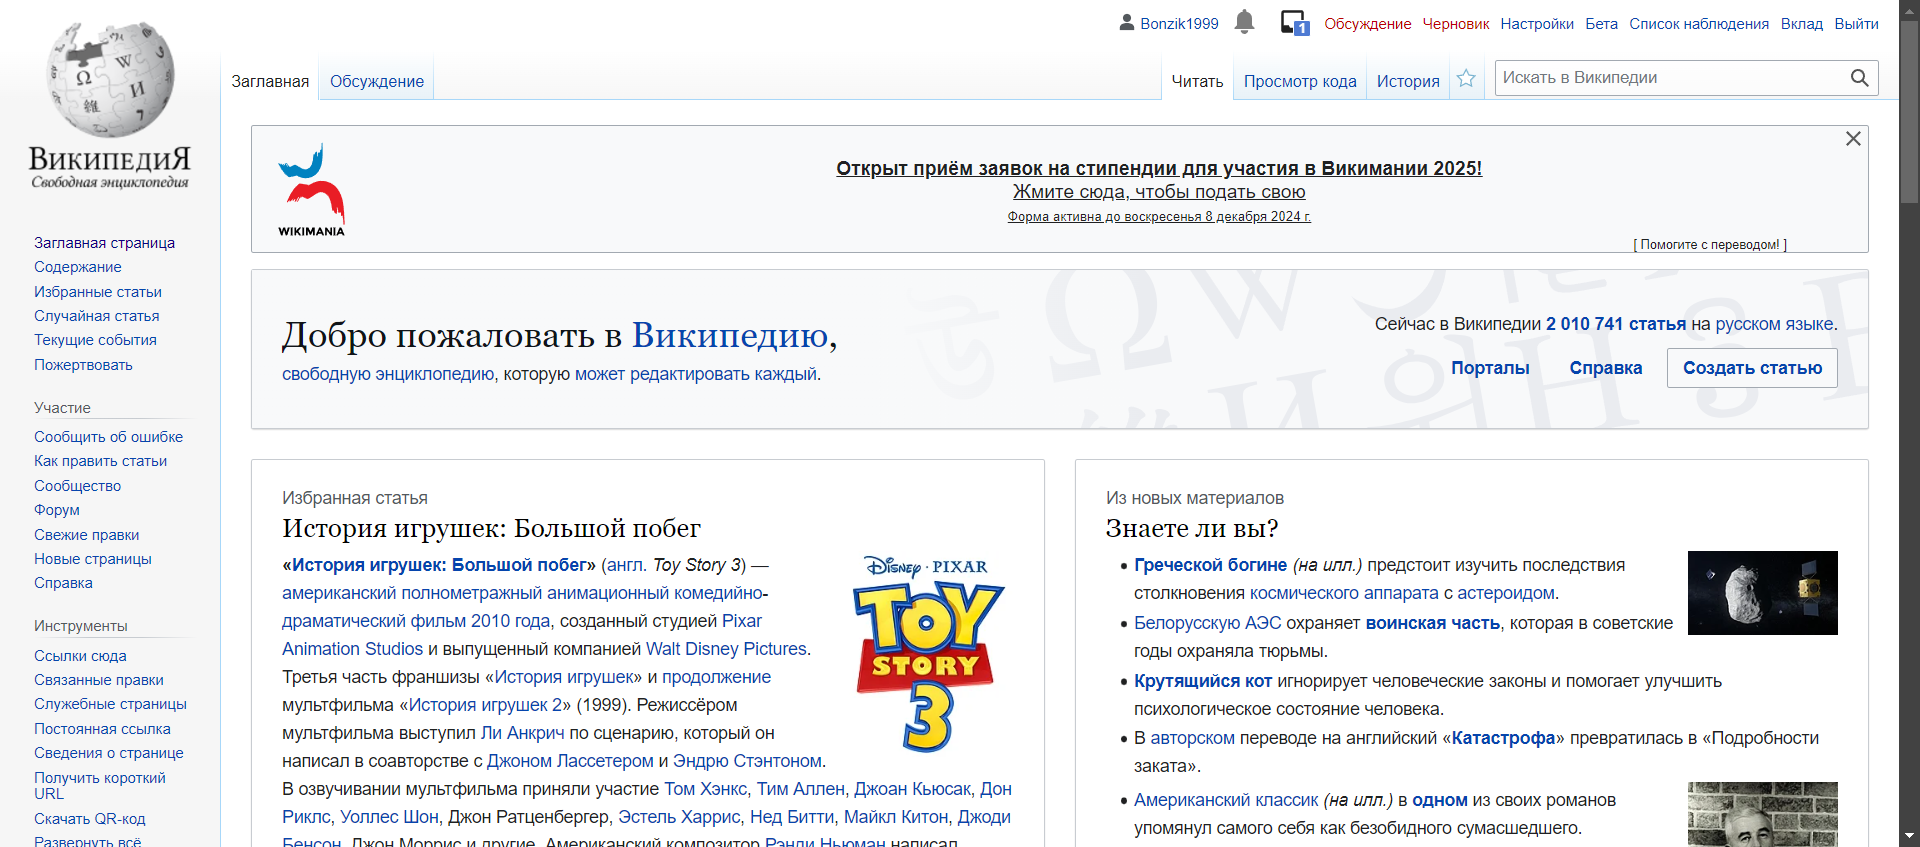 Bonzik1999
1
Обсуждение
Черновик
Настройки
Бета
Список наблюдения
Вклад
Выйти
Заглавная
Обсуждение
Читать
Просмотр кода
История
Искать в Википедии
ВикипедиЯ
Свободная энциклопедия
Заглавная страница
Содержание
Избранные статьи
Случайная статья
Текущие события
Пожертвовать
Участие
Сообщить об ошибке
Как править статьи
Сообщество
Форум
Свежие правки
Новые страницы
Справка
Инструменты
Ссылки сюда
Связанные правки
Служебные страницы
Постоянная ссылка
Сведения о странице
Получить короткий
URL
Скачать QR-код
Развернуть всё
WIKIMANIA
Открыт приём заявок на стипендии для участия в Викимании 2025!
Жмите сюда, чтобы подать свою
Форма активна до воскресенья 8 декабря 2024 г.
[ Помогите с переводом! ]
Добро пожаловать в Википедию,
свободную энциклопедию, которую может редактировать каждый.
Сейчас в Википедии 2 010 741 статья на русском языке.
Порталы
Справка
Создать статью
Избранная статья
История игрушек: Большой побег
«История игрушек: Большой побег» (англ. Toy Story 3) —
американский полнометражный анимационный комедийно-
драматический фильм 2010 года, созданный студией Pixar
Animation Studios и выпущенный компанией Walt Disney Pictures.
Третья часть франшизы «История игрушек» и продолжение
мультфильма «История игрушек 2» (1999). Режиссёром
мультфильма выступил Ли Анкрич по сценарию, который он
написал в соавторстве с Джоном Лассетером и Эндрю Стэнтоном.
В озвучивании мультфильма приняли участие Том Хэнкс, Тим Аллен, Джоан Кьюсак, Дон
Риклс, Уоллес Шон, Джон Ратценбергер, Эстель Харрис, Нед Битти, Майкл Китон, Джоди
Бенсон, Джон Моррис и другие. Американский композитор Рэнди Ньюман написал
DISNEY · PIXAR
TOY
STORY
3
Из новых материалов
Знаете ли вы?
Греческой богине (на илл.) предстоит изучить последствия
столкновения космического аппарата с астероидом.
Белорусскую АЭС охраняет воинская часть, которая в советские
годы охраняла тюрьмы.
Крутящийся кот игнорирует человеческие законы и помогает улучшить
психологическое состояние человека.
В авторском переводе на английский «Катастрофа» превратилась в «Подробности
заката».
Американский классик (на илл.) в одном из своих романов
упомянул самого себя как безобидного сумасшедшего.